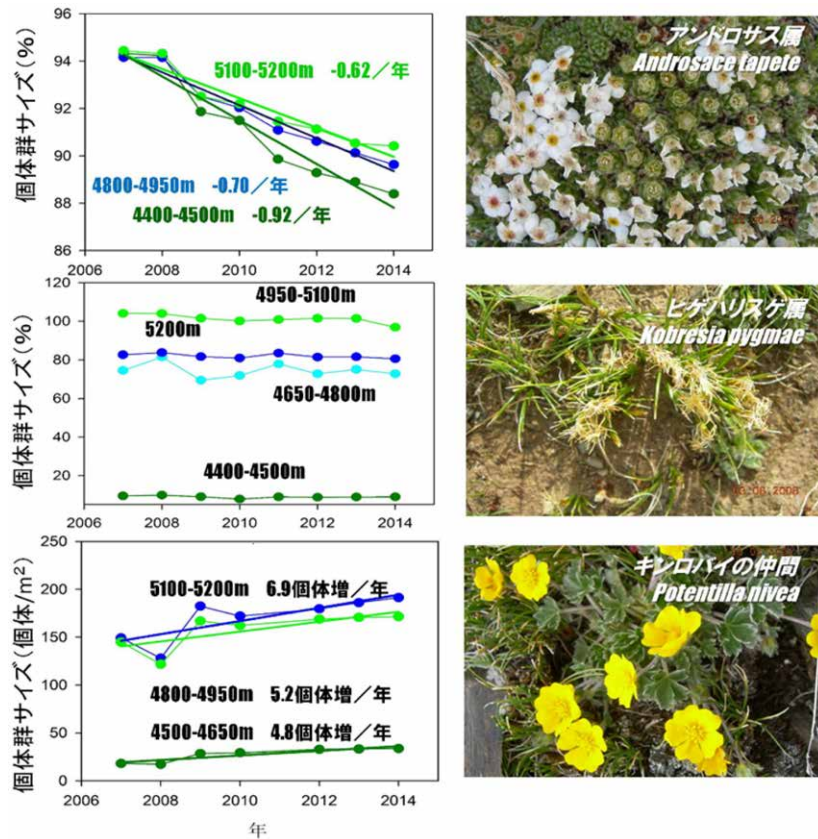 個体群サイズ(%)
96
94
92
90
88
86
5100-5200m -0.62/年
4800-4950m -0.70/年
4400-4500m -0.92/年
2006
2008
2010
2012
2014
アンドロサス属
Androsace tapete
個体群サイズ(%)
120
100
80
60
40
20
4950-5100m
5200m
4650-4800m
4400-4500m
2006
2008
2010
2012
2014
ヒゲハリスゲ属
Kobresia pygmae
個体群サイズ(個体/m²)
250
200
150
100
50
0
5100-5200m 6.9個体増/年
4800-4950m 5.2個体増/年
4500-4650m 4.8個体増/年
2006
2008
2010
2012
2014
年
キンロバイの仲間
Potentilla nivea